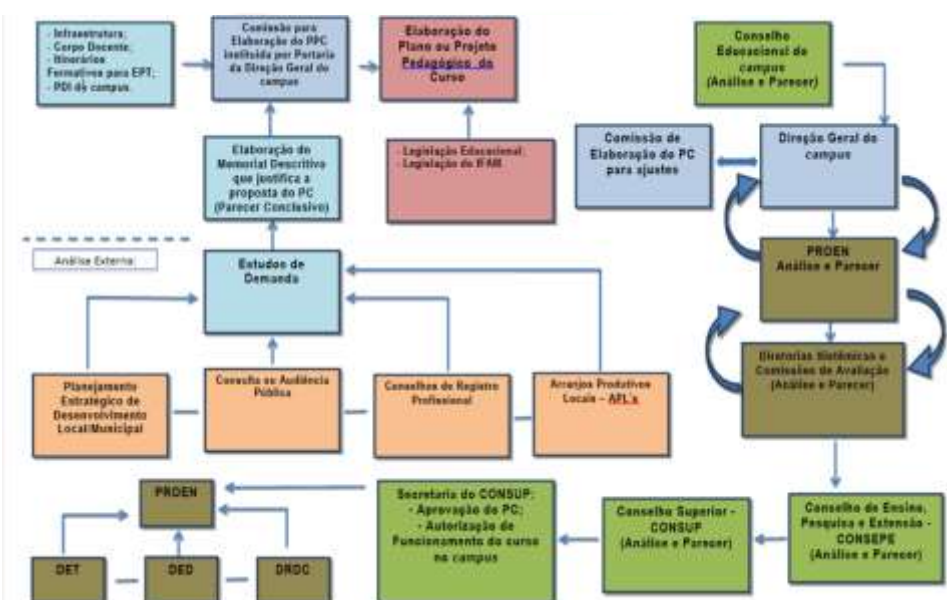 - Infraestrutura;
- Corpo Docente;
- Itinerários
Formativos para EPT;
- PDI do campus.
Comissão para
Elaboração do PPC
instituída por Portaria
da Direção Geral do
campus
Elaboração do
Plano ou Projeto
Pedagógico do
Curso
Conselho
Educacional do
campus
(Análise e Parecer)
Elaboração do
Memorial Descritivo
que justifica a
proposta do PC
(Parecer Conclusivo)
- Legislação Educacional;
- Legislação do IFAM
Comissão de
Elaboração do PC
para ajustes
Direção Geral do
campus
Análise Externa:
Estudos de
Demanda
PROEN
Análise e Parecer
Diretorias Sistêmicas e
Comissões de Avaliação
(Análise e Parecer)
Planejamento
Estratégico de
Desenvolvimento
Local/Municipal
Consulta ou Audiência
Pública
Conselhos de Registro
Profissional
Arranjos Produtivos
Locais – APL's
PROEN
Secretaria do CONSUP:
- Aprovação do PC;
- Autorização de
Funcionamento do curso
no campus
Conselho Superior -
CONSUP
(Análise e Parecer)
Conselho de Ensino,
Pesquisa e Extensão -
CONSEPE
(Análise e Parecer)
DET
DED
DRDC